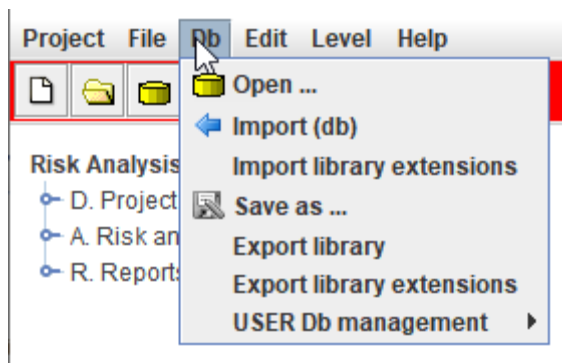 Project File Db Edit Level Help
Open ...
Import (db)
Risk Analysis
Import library extensions
D. Project
Save as ...
A. Risk an
Export library
R. Reports
Export library extensions
USER Db management